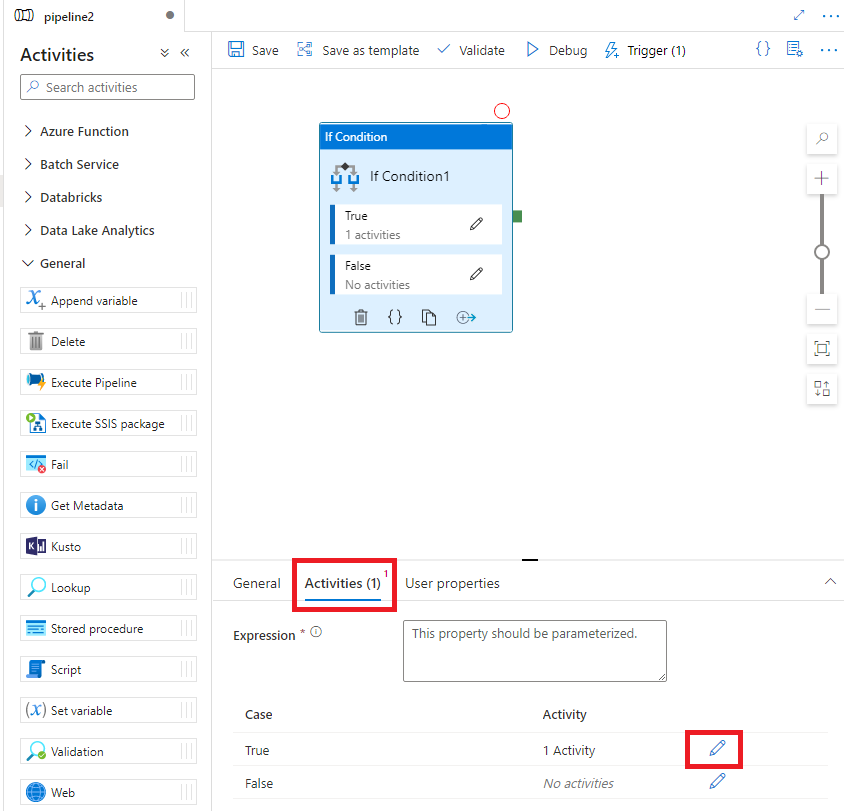 pipeline2
Activities
Search activities
Azure Function
Batch Service
Databricks
Data Lake Analytics
General
Append variable
Delete
Execute Pipeline
Execute SSIS package
Fail
Get Metadata
Kusto
Lookup
Stored procedure
Script
(x) Set variable
Validation
Web
Save
Save as template
Validate
Debug
Trigger (1)
If Condition
If Condition1
True
1 activities
False
No activities
General
Activities (1) 1
User properties
Expression *
This property should be parameterized.
Case Activity
True 1 Activity
False No activities